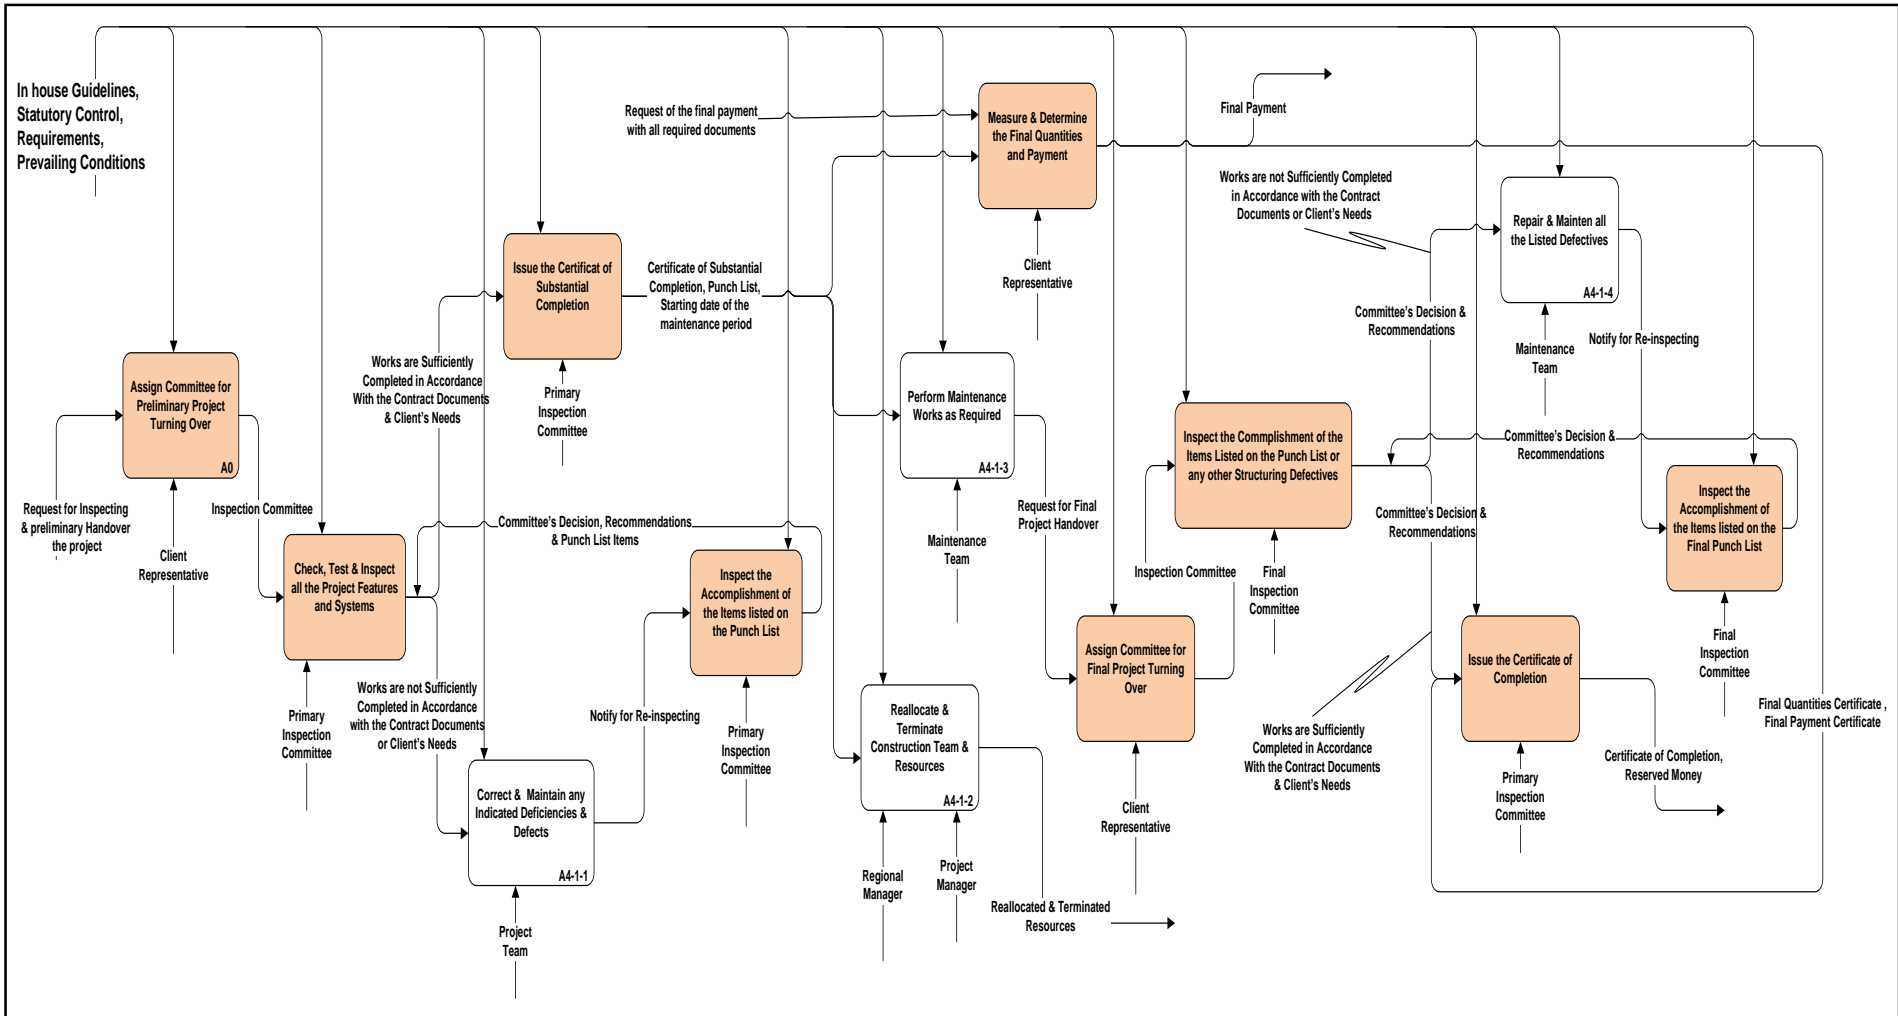 In house Guidelines,
Statutory Control,
Requirements,
Prevailing Conditions
Request for Inspecting
& preliminary Handover
the project
Assign Committee for
Preliminary Project
Turning Over
A0
Client
Representative
Inspection Committee
Check, Test & Inspect
all the Project Features
and Systems
Primary
Inspection
Committee
Works are Sufficiently
Completed in Accordance
With the Contract Documents
& Client's Needs
Works are not Sufficiently
Completed in Accordance
with the Contract Documents
or Client's Needs
Issue the Certificat of
Substantial
Completion
Primary
Inspection
Committee
Correct & Maintain any
Indicated Deficiencies &
Defects
A4-1-1
Project
Team
Committee's Decision, Recommendations
& Punch List Items
Notify for Re-inspecting
Inspect the
Accomplishment of
the Items listed on
the Punch List
Primary
Inspection
Committee
Certificate of Substantial
Completion, Punch List,
Starting date of the
maintenance period
Request of the final payment
with all required documents
Measure & Determine
the Final Quantities
and Payment
Client
Representative
Final Payment
Perform Maintenance
Works as Required
A4-1-3
Maintenance
Team
Reallocate &
Terminate
Construction Team &
Resources
A4-1-2
Regional
Manager
Project
Manager
Reallocated & Terminated
Resources
Request for Final
Project Handover
Assign Committee for
Final Project Turning
Over
Client
Representative
Inspection Committee
Inspect the Commplishment of the
Items Listed on the Punch List or
any other Structuring Defectives
Final
Inspection
Committee
Works are not Sufficiently Completed
in Accordance with the Contract
Documents or Client's Needs
Committee's Decision &
Recommendations
Committee's Decision &
Recommendations
Works are Sufficiently
Completed in Accordance
With the Contract Documents
& Client's Needs
Repair & Mainten all
the Listed Defectives
A4-1-4
Maintenance
Team
Notify for Re-inspecting
Committee's Decision &
Recommendations
Inspect the
Accomplishment of
the Items listed on the
Final Punch List
Final
Inspection
Committee
Issue the Certificate of
Completion
Primary
Inspection
Committee
Certificate of Completion,
Reserved Money
Final Quantities Certificate ,
Final Payment Certificate